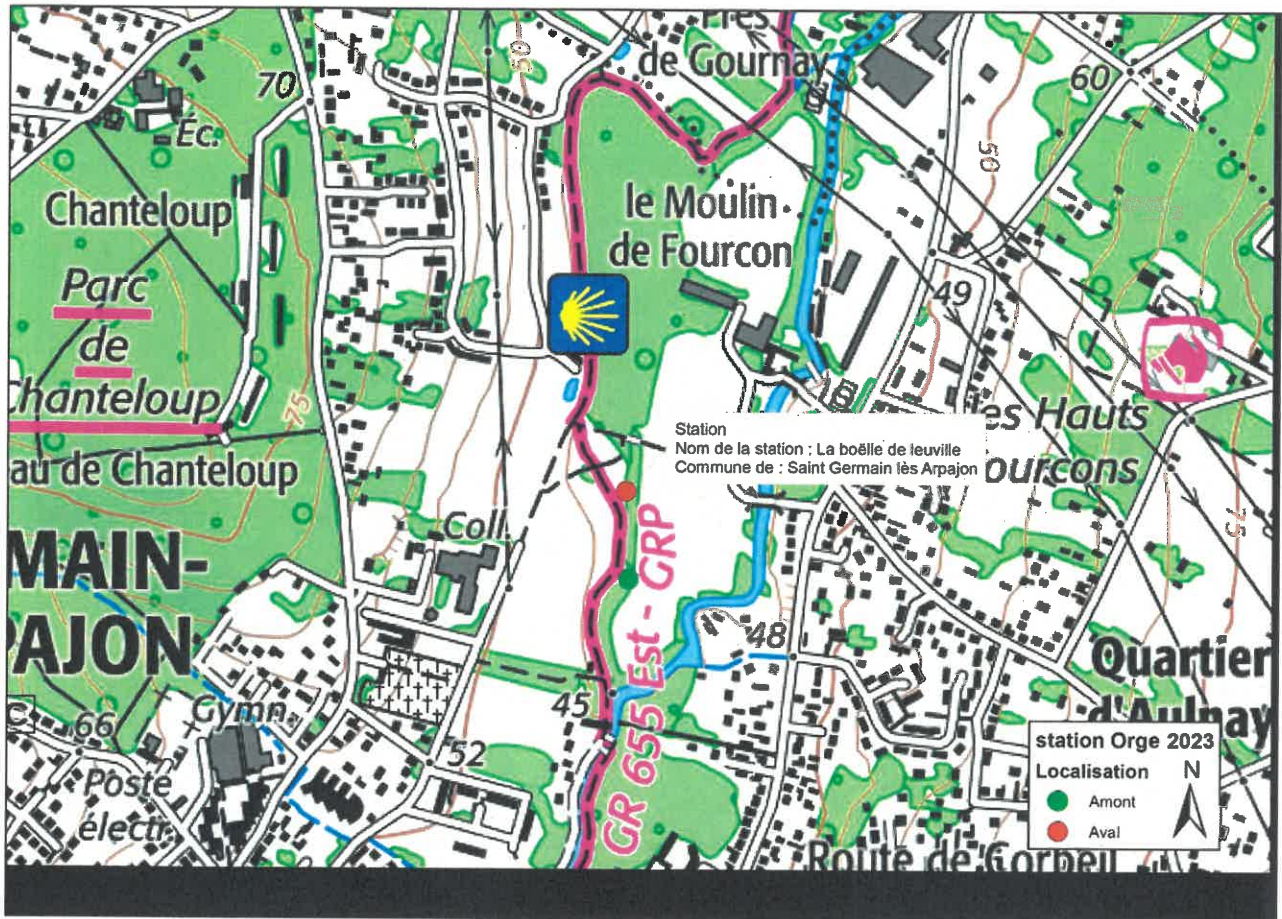 Prés
de Gournay
60
70
50
50
Éc.
Chanteloup
le Moulin
de Fourcon
Parc
de
Chanteloup
49
75
16
Station
Nom de la station : La boëlle de leuville
Commune de : Saint Germain lès Arpajon
es Hauts
ourcons
au de Chanteloup
75
Coll.
MAIN-
PAJON
GR 655 Est - GRP
48
Quartier
d'Aulnay
45
C
66
Gymn.
52
Poste
électr.
station Orge 2023
Localisation
N
Amont
Aval
Route de Corbeil